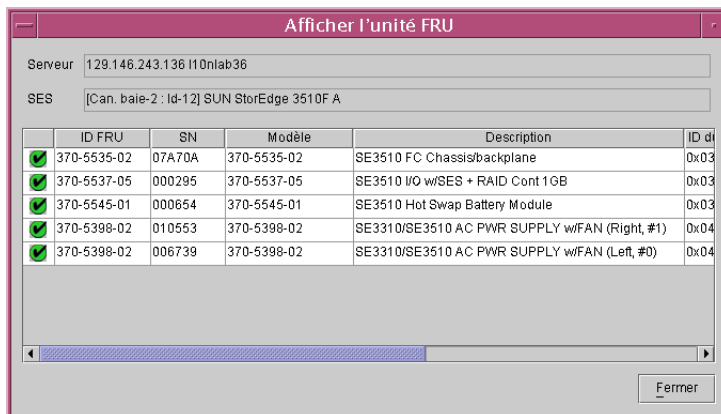 Afficher l'unité FRU
Serveur 129.146.243.136 l10nlab36
SES [Can. baie-2 : Id-12] SUN StorEdge 3510F A
ID FRU SN Modèle Description ID du
370-5535-02 07A70A 370-5535-02 SE3510 FC Chassis/backplane 0x03
370-5537-05 000295 370-5537-05 SE3510 I/O w/SES + RAID Cont 1GB 0x03
370-5545-01 000654 370-5545-01 SE3510 Hot Swap Battery Module 0x03
370-5398-02 010553 370-5398-02 SE3310/SE3510 AC PWR SUPPLY w/FAN (Right, #1) 0x04
370-5398-02 006739 370-5398-02 SE3310/SE3510 AC PWR SUPPLY w/FAN (Left, #0) 0x04
Fermer